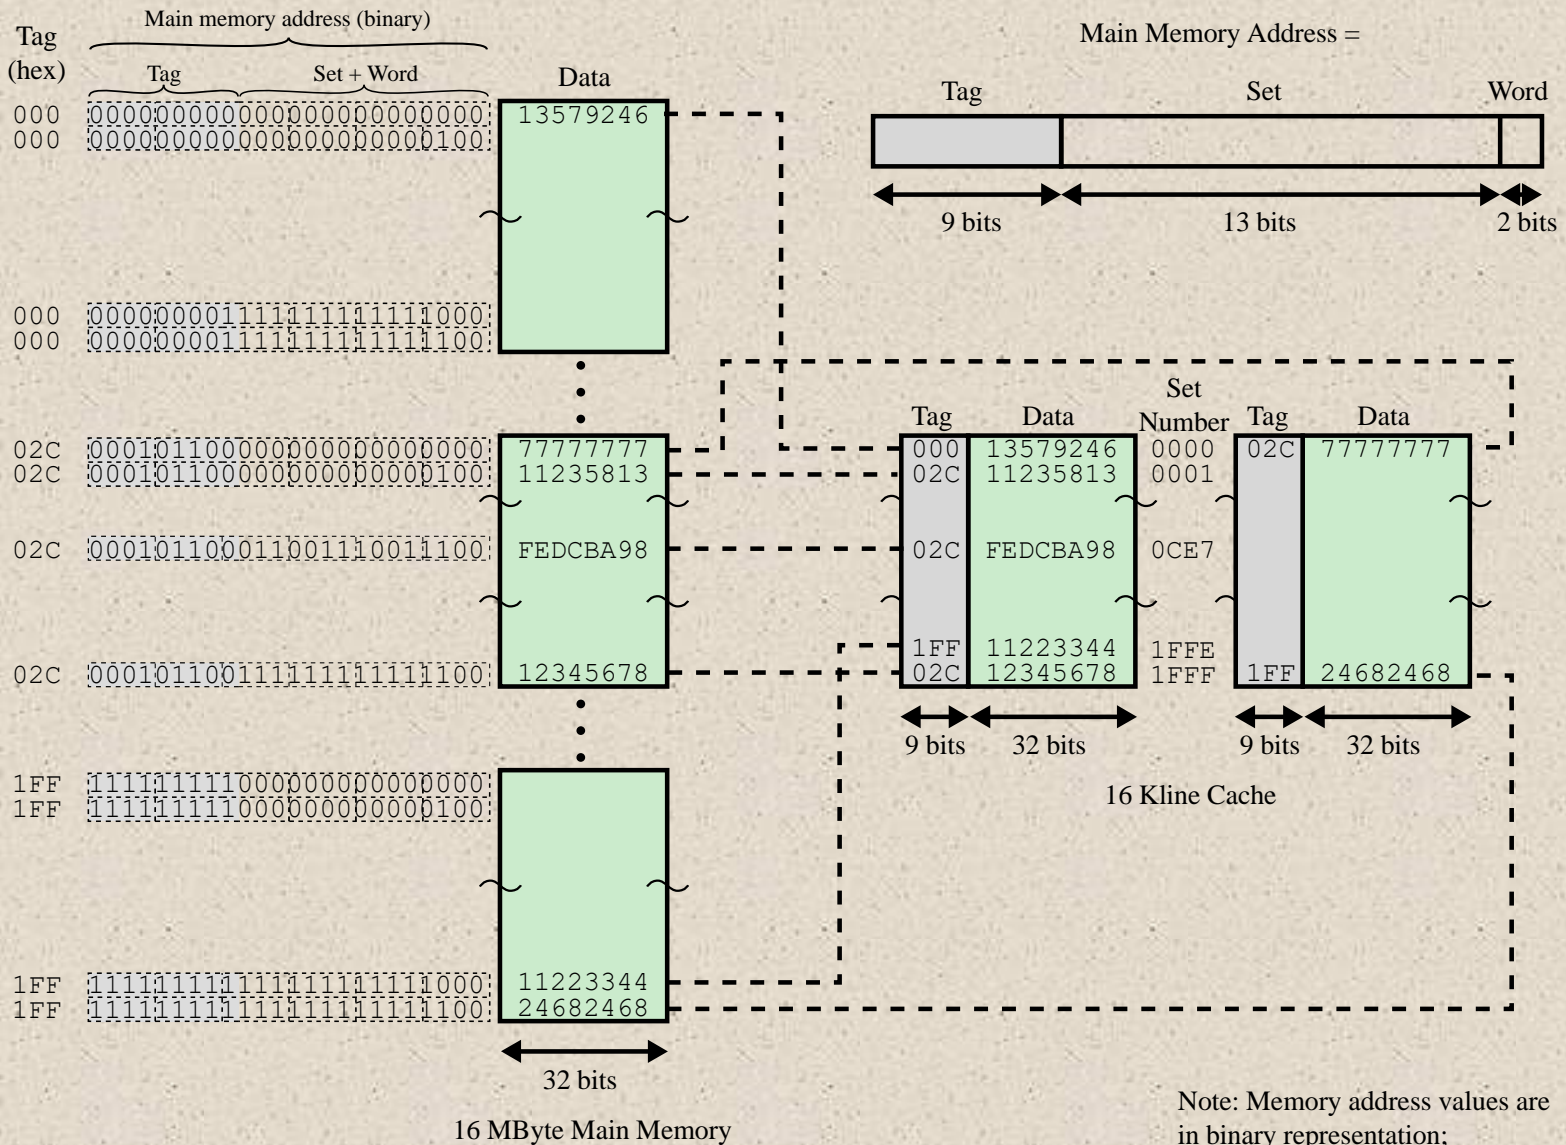 Main memory address (binary)
Tag
(hex)
Tag
Set + Word
Data
000 000000000000000000000000 13579246
000 000000000000000000000100
000 000000001111111111111000
000 000000001111111111111100
02C 000101100000000000000000 77777777
02C 000101100000000000000100 11235813
02C 000101100011001110011100 FEDCBA98
02C 000101100111111111111100 12345678
1FF 111111111000000000000000
1FF 111111111000000000000100
1FF 111111111111111111111000 11223344
1FF 111111111111111111111100 24682468
32 bits
16 MByte Main Memory
Main Memory Address =
Tag Set Word
9 bits 13 bits 2 bits
Set
Tag Data Number Tag Data
000 13579246 0000 02C 77777777
02C 11235813 0001
02C FEDCBA98 0CE7
1FF 11223344 1FFE
02C 12345678 1FFF 1FF 24682468
9 bits 32 bits 9 bits 32 bits
16 Kline Cache
Note: Memory address values are
in binary representation;